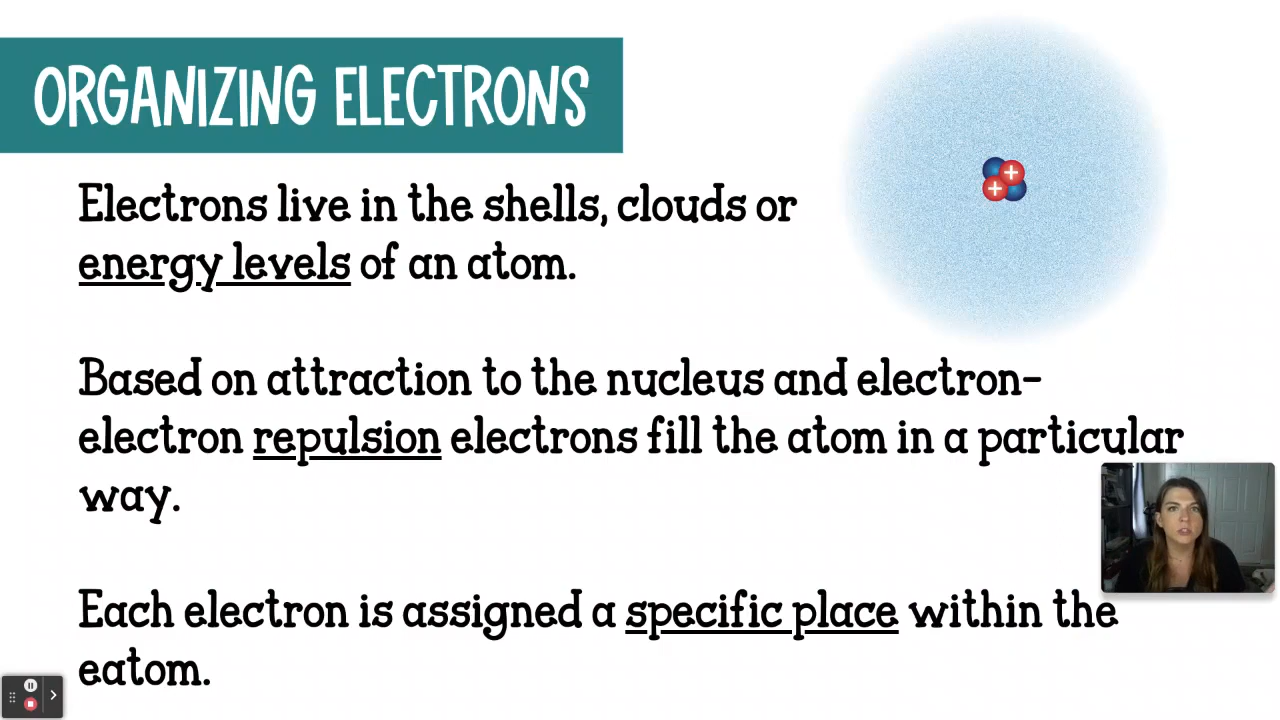 ORGANIZING ELECTRONS
Electrons live in the shells, clouds or
energy levels of an atom.
Based on attraction to the nucleus and electron-
electron repulsion electrons fill the atom in a particular
way.
Each electron is assigned a specific place within the
eatom.
+
+